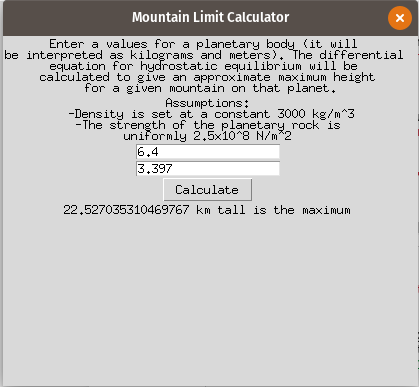 Mountain Limit Calculator
Enter a values for a planetary body (it will
be interpreted as kilograms and meters). The differential
equation for hydrostatic equilibrium will be
calculated to give an approximate maximum height
for a given mountain on that planet.
Assumptions:
-Density is set at a constant 3000 kg/m^3
-The strength of the planetary rock is
uniformly 2.5x10^8 N/m^2
6.4
3.397
Calculate
22.527035310469767 km tall is the maximum